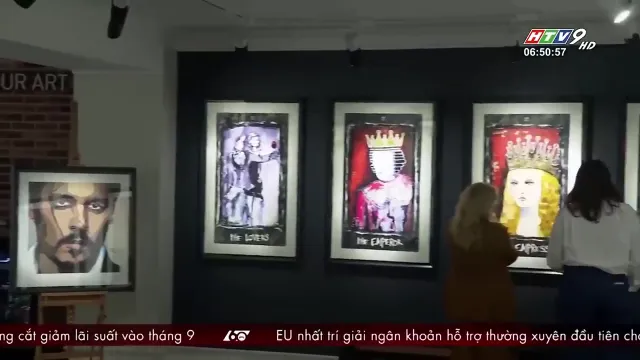 HTV9 HD
06:50:57
UR ART
THE LOVERS
THE EMPEROR
EMPRESS
ng cắt giảm lãi suất vào tháng 9 60 EU nhất trí giải ngân khoản hỗ trợ thường xuyên đầu tiên ch